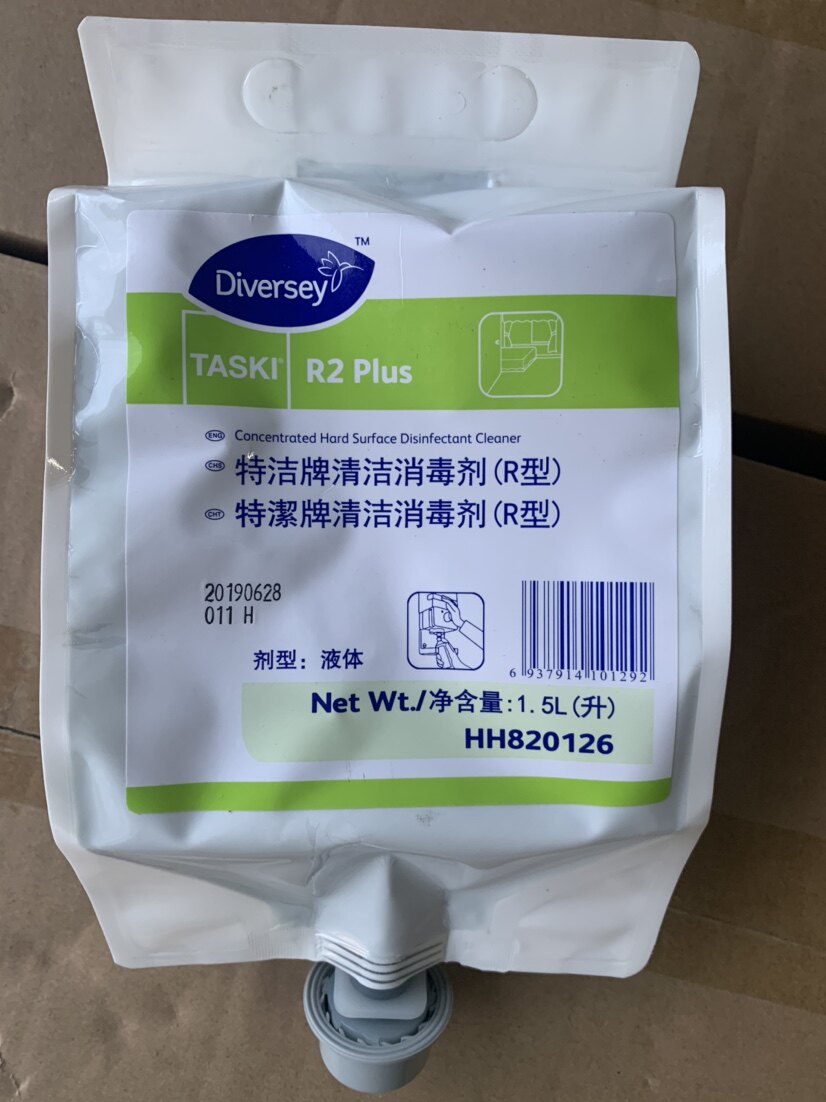 Diversey™
TASKI® R2 Plus
ENG Concentrated Hard Surface Disinfectant Cleaner
CHS 特洁牌清洁消毒剂(R型)
CHT 特潔牌清洁消毒剂(R型)
20190628
011 H
剂型：液体
6 937914 101292
Net Wt./净含量:1.5L(升)
HH820126